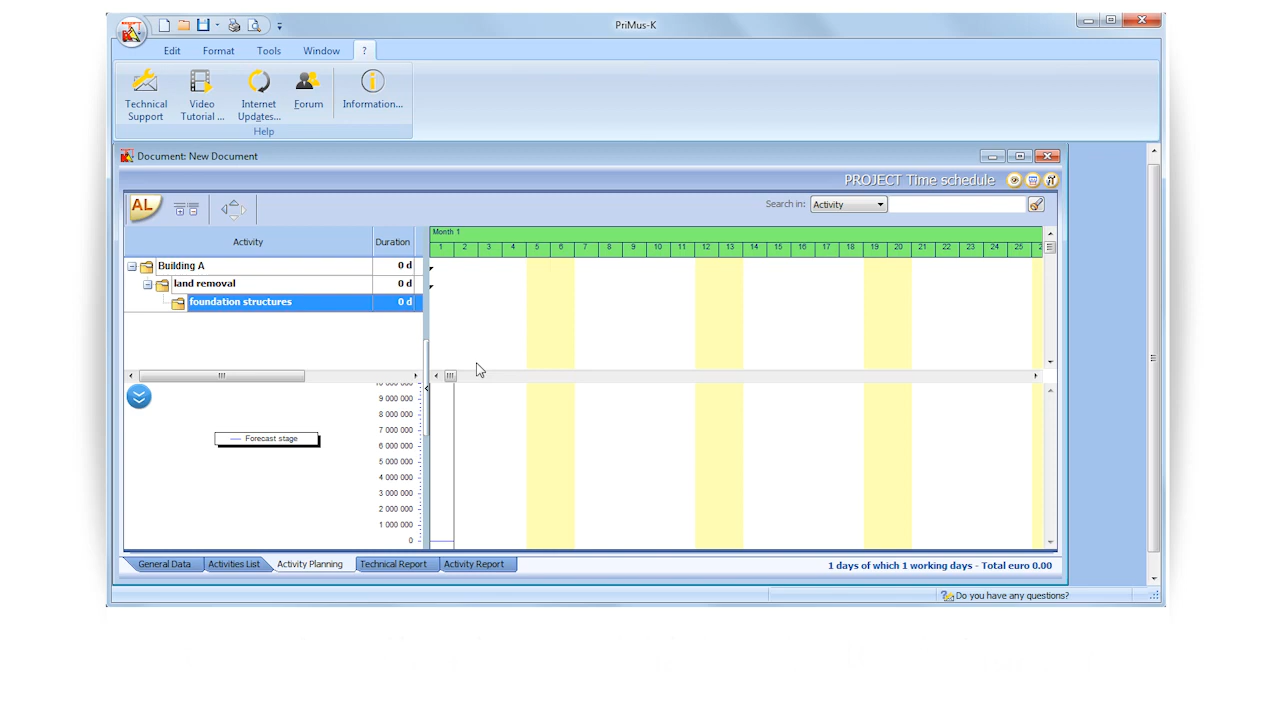 PriMus-K
Edit Format Tools Window ?
Technical Support
Video Tutorial ...
Internet Updates...
Forum
Information...
Help
Document: New Document
PROJECT Time schedule
AL
Search in: Activity
Activity Duration
Month 1
1 2 3 4 5 6 7 8 9 10 11 12 13 14 15 16 17 18 19 20 21 22 23 24 25
Building A 0 d
land removal 0 d
foundation structures 0 d
9 000 000
8 000 000
7 000 000
Forecast stage
6 000 000
5 000 000
4 000 000
3 000 000
2 000 000
1 000 000
0
General Data Activities List Activity Planning Technical Report Activity Report
1 days of which 1 working days - Total euro 0.00
Do you have any questions?